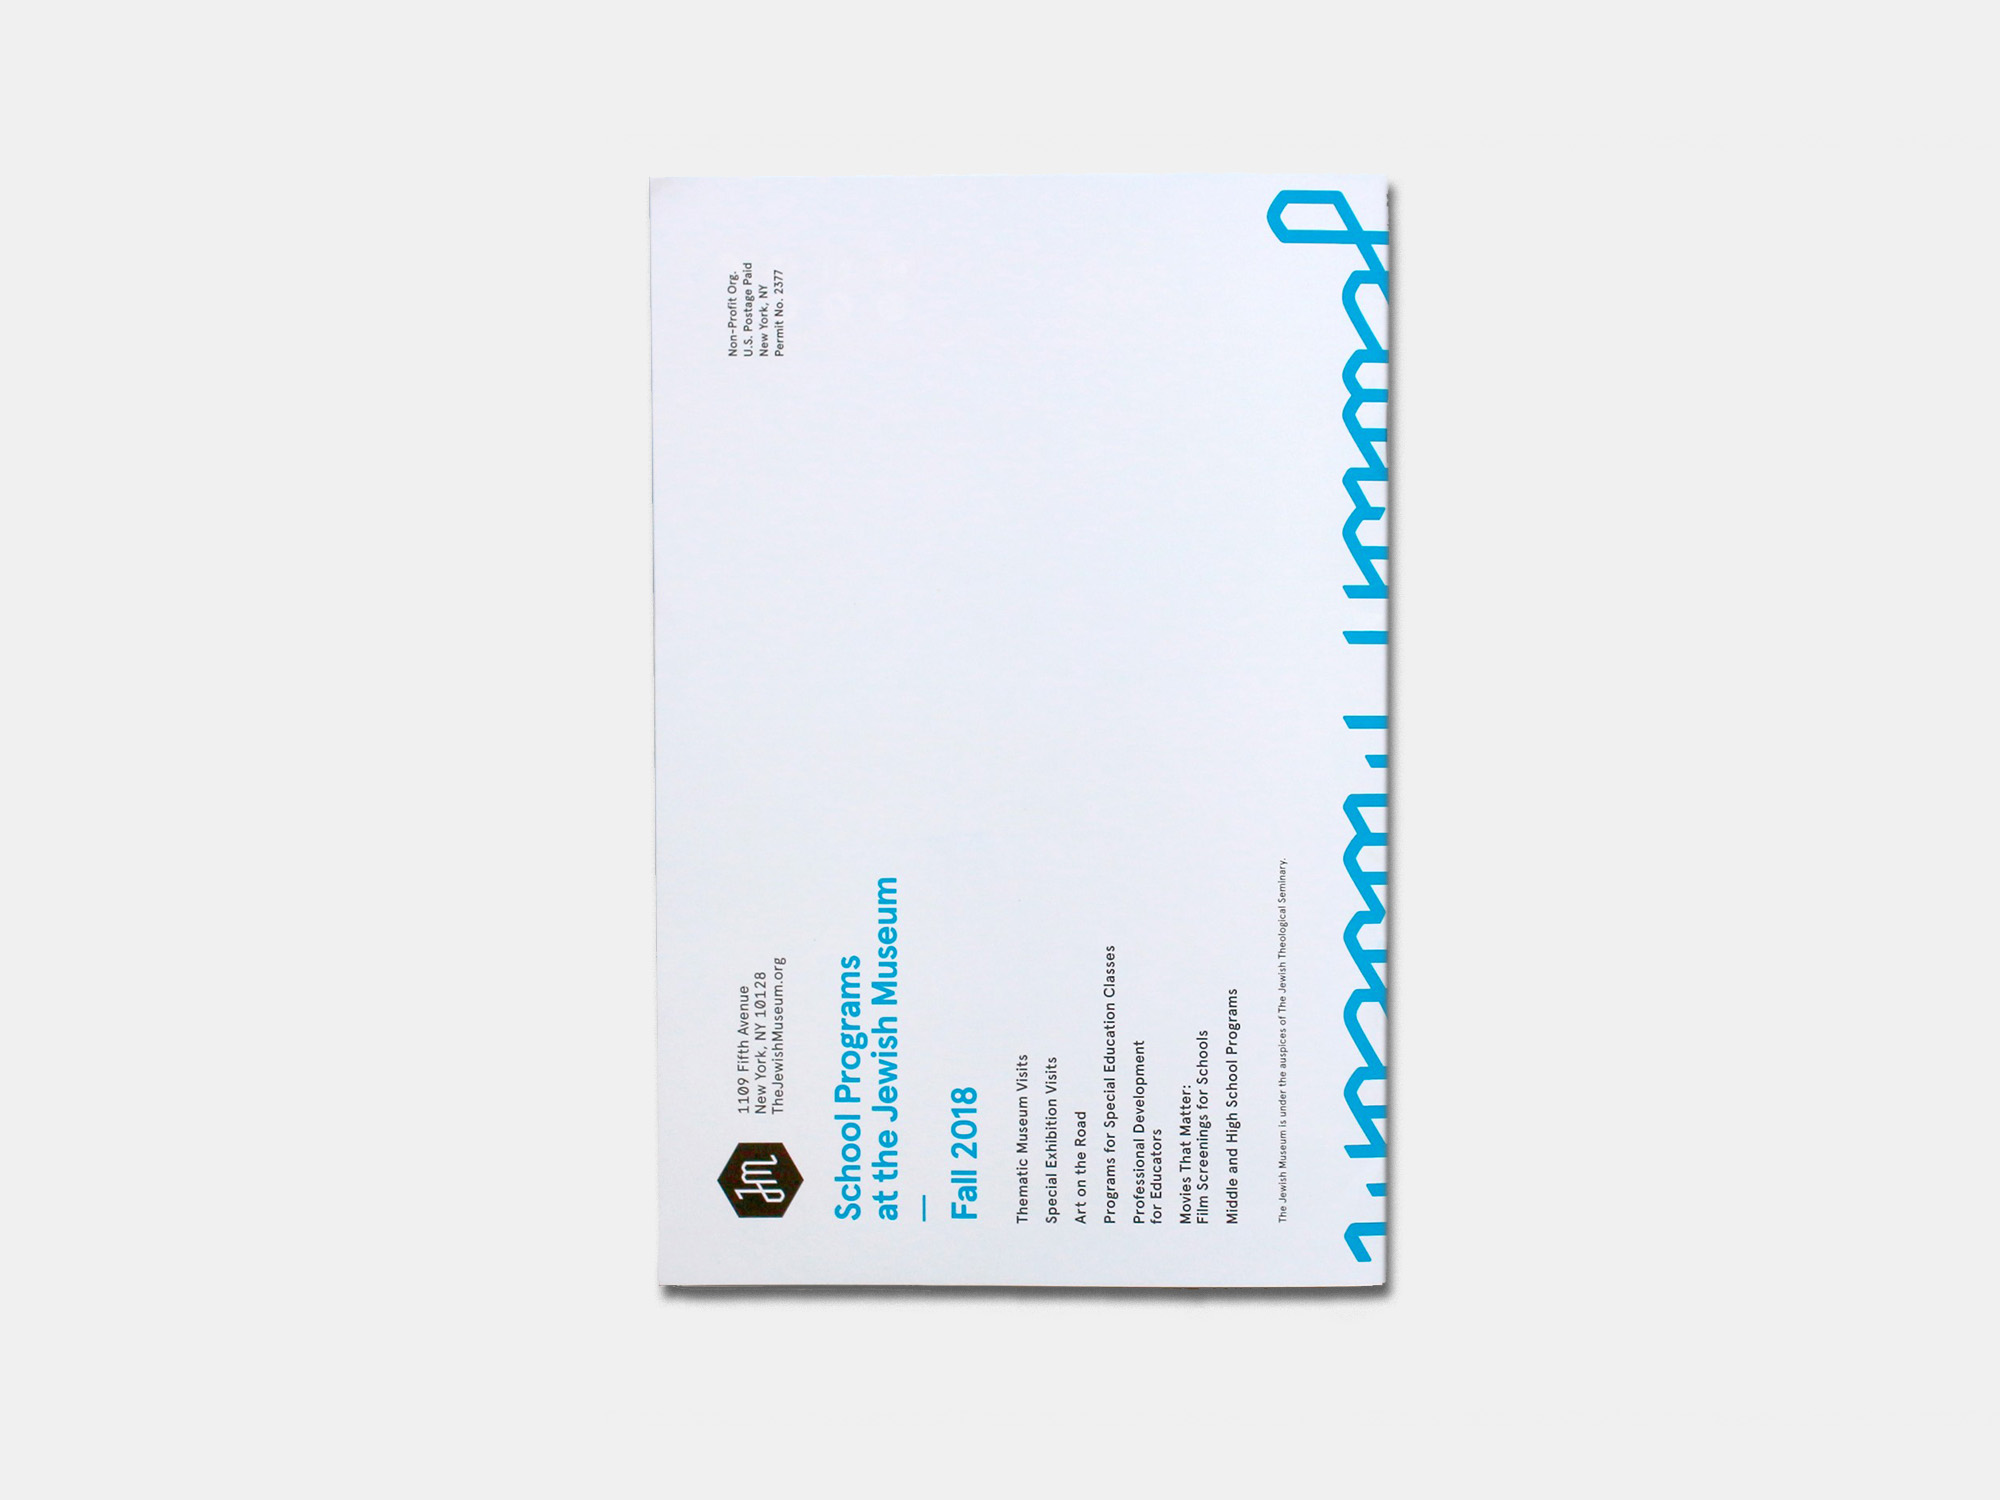 1109 Fifth Avenue
New York, NY 10128
TheJewishMuseum.org
Non-Profit Org.
U.S. Postage Paid
New York, NY
Permit No. 2377
Jm
School Programs
at the Jewish Museum
—
Fall 2018
Thematic Museum Visits
Special Exhibition Visits
Art on the Road
Programs for Special Education Classes
Professional Development
for Educators
Movies That Matter:
Film Screenings for Schools
Middle and High School Programs
The Jewish Museum is under the auspices of The Jewish Theological Seminary.